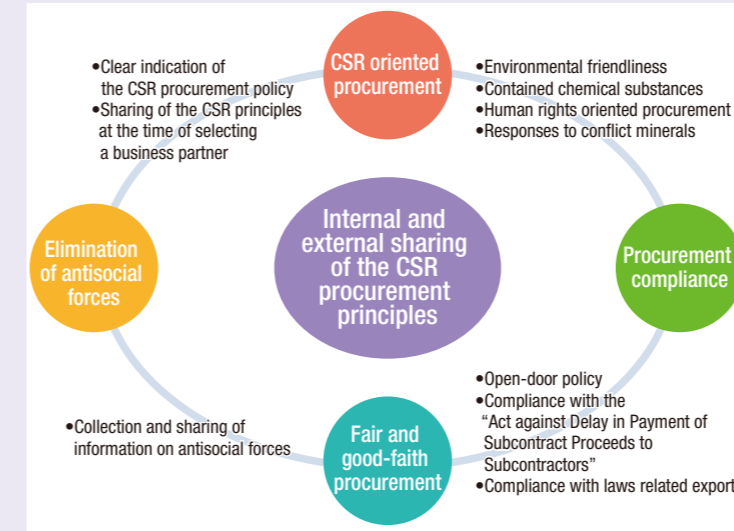 •Clear indication of
the CSR procurement policy
•Sharing of the CSR principles
at the time of selecting
a business partner
CSR oriented
procurement
•Environmental friendliness
•Contained chemical substances
•Human rights oriented procurement
•Responses to conflict minerals
Elimination
of antisocial
forces
Internal and
external sharing
of the CSR
procurement
principles
Procurement
compliance
•Collection and sharing of
information on antisocial forces
Fair and
good-faith
procurement
•Open-door policy
•Compliance with the
“Act against Delay in Payment of
Subcontract Proceeds to
Subcontractors”
•Compliance with laws related export